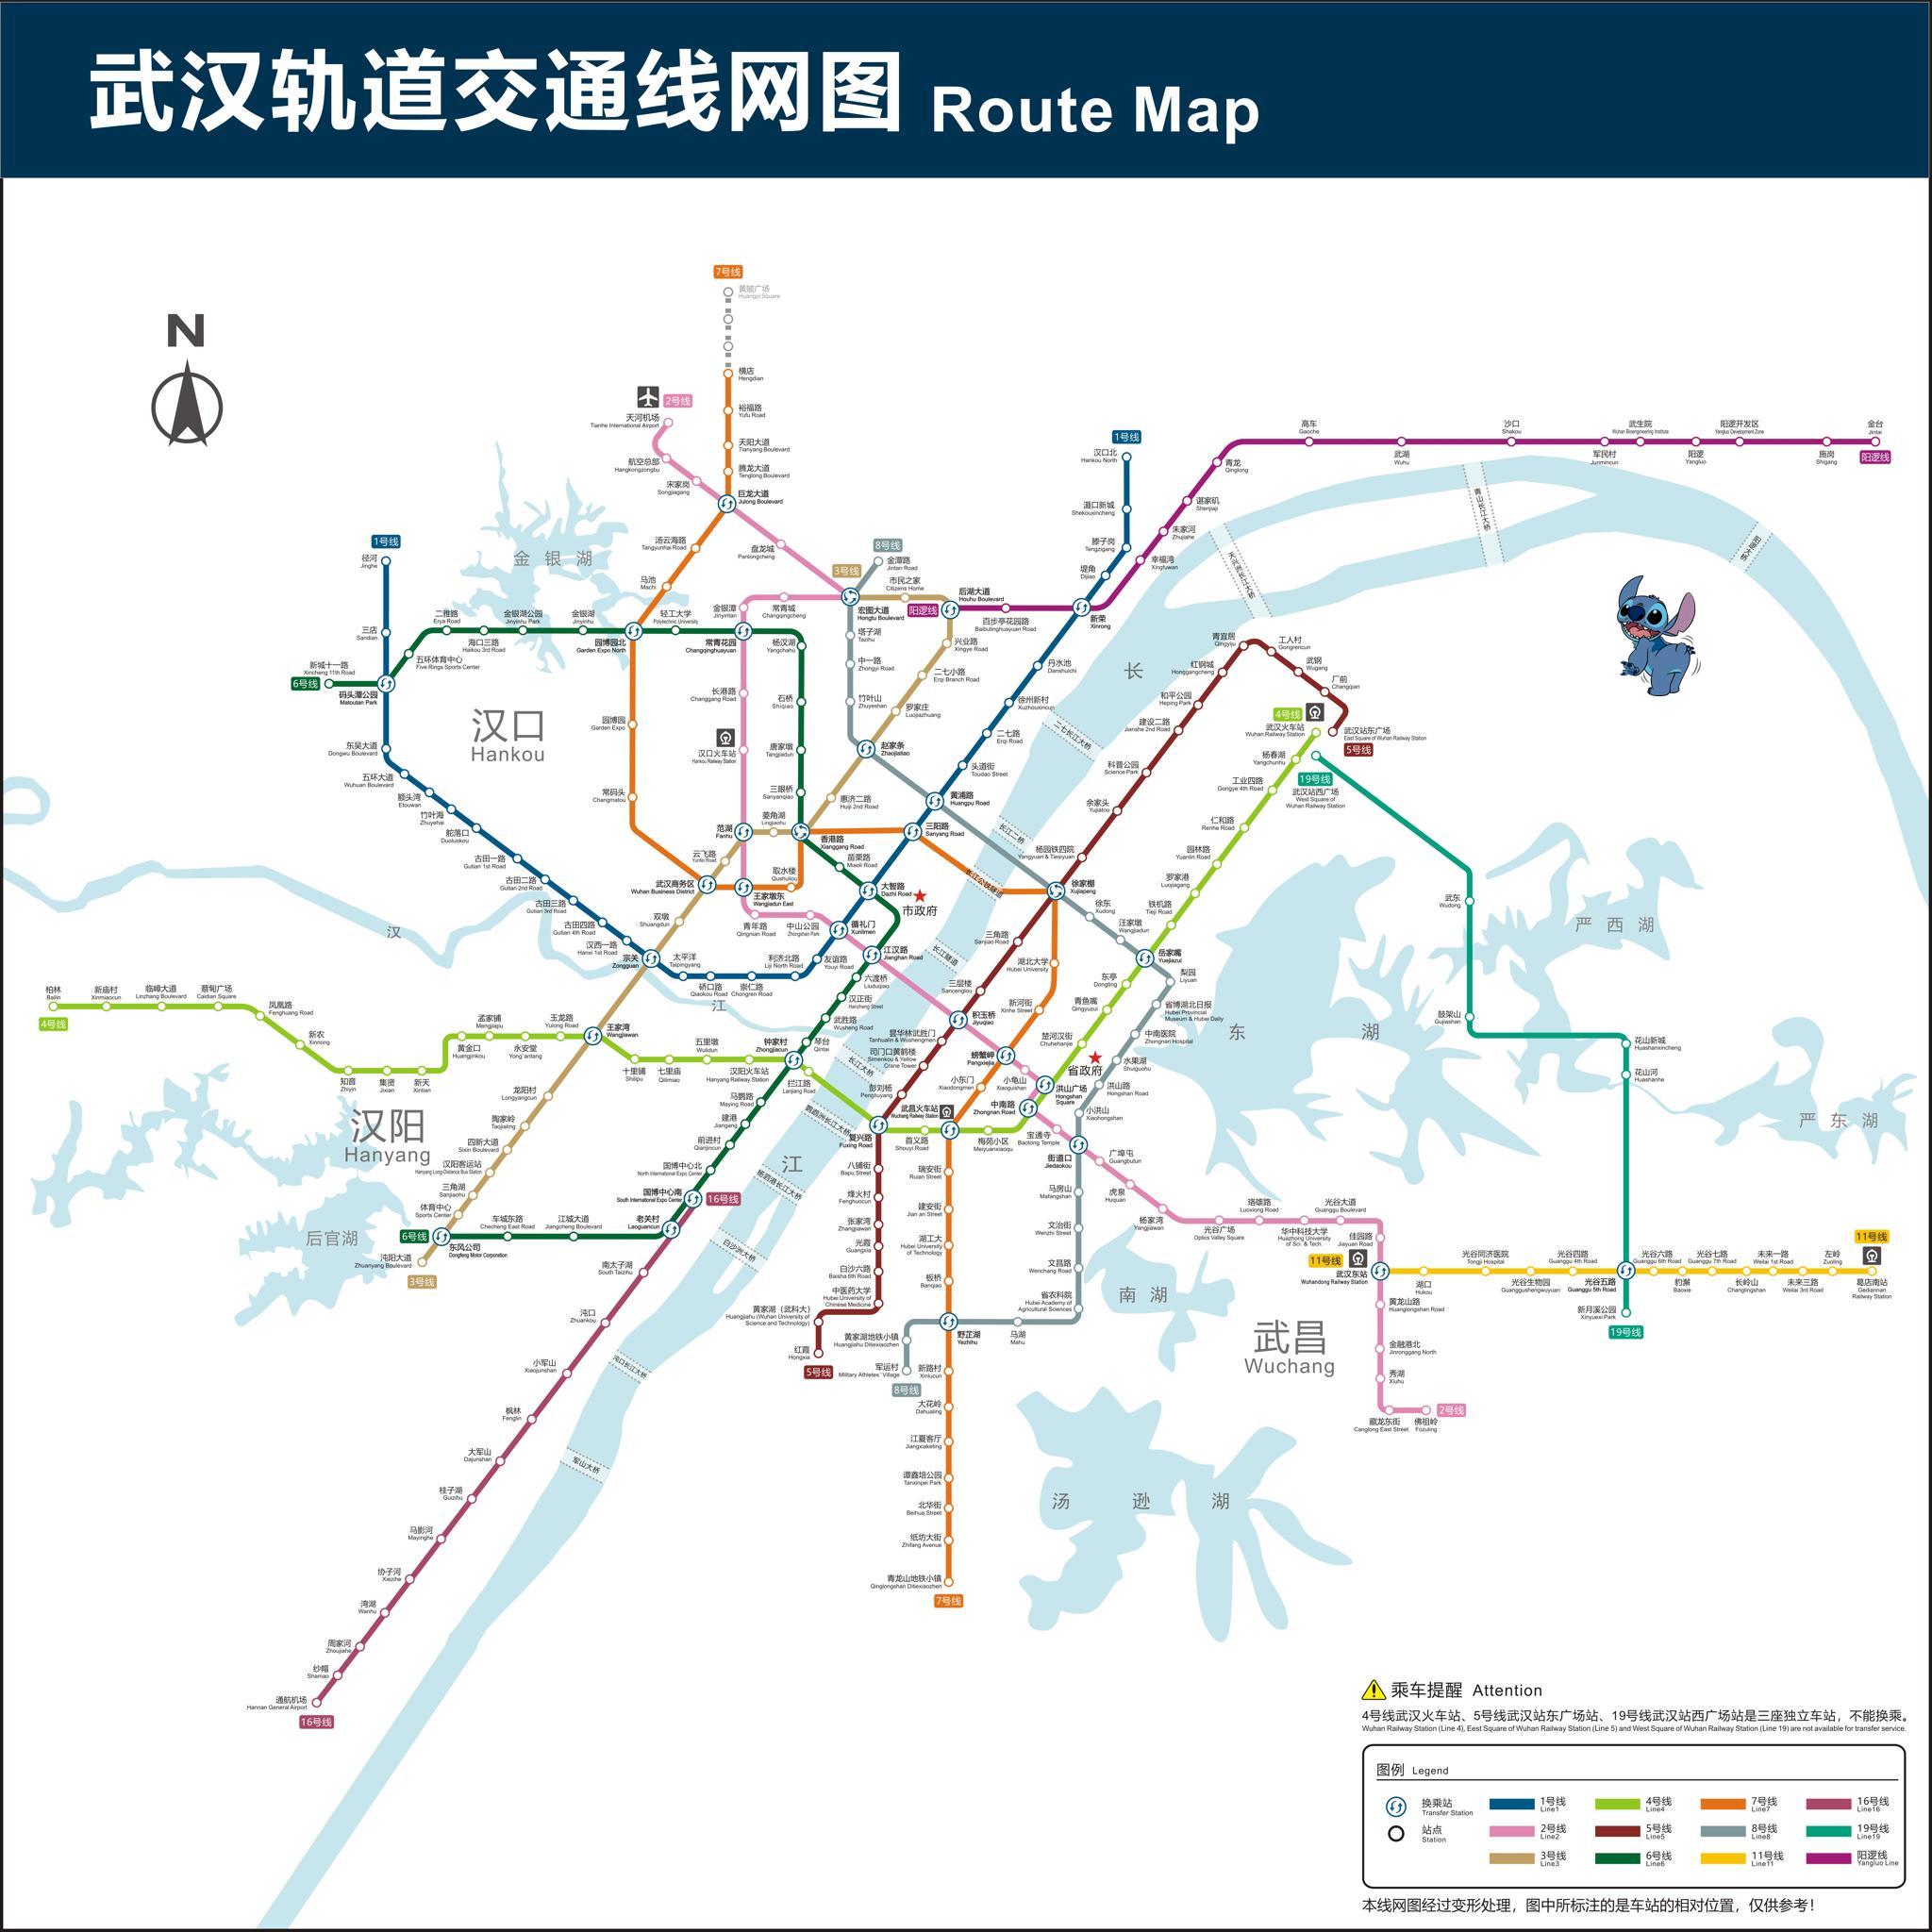 武汉轨道交通线网图 Route Map
N
7号线
黄陂广场
Huangpi Square
横店
Hengdian
裕福路
Yufu Road
天阳大道
Tianyang Boulevard
腾龙大道
Tenglong Boulevard
巨龙大道
Julong Boulevard
2号线
天河机场
Tianhe International Airport
航空总部
Hangkongzongbu
宋家岗
Songjiagang
汤云海路
Tangyunhai Road
盘龙城
Panlongcheng
马池
Machi
1号线
汉口北
Hankou North
滠口新城
Shekouxincheng
滕子岗
Tengzigang
堤角
Dijiao
新荣
Xinrong
青龙
Qinglong
谌家矶
Shenjiaji
朱家河
Zhujiahe
幸福湾
Xingfuwan
高车
Gaoche
武湖
Wuhu
沙口
Shakou
军民村
Junmincun
武生院
Wuhan Bioengineering Institute
阳逻
Yangluo
阳逻开发区
Yangluo Development Zone
施岗
Shigang
金台
Jintai
阳逻线
青山长江大桥
天兴洲长江大桥
阳逻大桥
1号线
径河
Jinghe
三店
Sandian
金银湖
8号线
金潭路
Jintan Road
3号线
市民之家
Citizens Home
宏图大道
Hongtu Boulevard
阳逻线
后湖大道
Houhu Boulevard
百步亭花园路
Baibutinghuayuan Road
兴业路
Xingye Road
二七小路
Erqi Branch Road
罗家庄
Luojiazhuang
赵家条
Zhaojiatiao
塔子湖
Tazihu
中一路
Zhongyi Road
竹叶山
Zhuyeshan
常青城
Changqingcheng
金银潭
Jinyintan
常青花园
Changqinghuayuan
轻工大学
Polytechnic University
园博园北
Garden Expo North
金银湖
Jinyinhu
金银湖公园
Jinyinhu Park
海口三路
Haikou 3rd Road
二雅路
Erya Road
五环体育中心
Five Rings Sports Center
新城十一路
Xincheng 11th Road
6号线
码头潭公园
Matoutan Park
杨汊湖
Yangchahu
石桥
Shiqiao
唐家墩
Tangjiadun
三眼桥
Sanyanqiao
长港路
Changgang Road
汉口火车站
Hankou Railway Station
园博园
Garden Expo
常码头
Changmatou
汉口
Hankou
东吴大道
Dongwu Boulevard
五环大道
Wuhuan Boulevard
额头湾
Etouwan
竹叶海
Zhuyehai
舵落口
Duoluokou
古田一路
Gutian 1st Road
古田二路
Gutian 2nd Road
古田三路
Gutian 3rd Road
古田四路
Gutian 4th Road
汉西一路
Hanxi 1st Road
宗关
Zongguan
太平洋
Taipingyang
硚口路
Qiaokou Road
崇仁路
Chongren Road
利济北路
Liji North Road
友谊路
Youyi Road
循礼门
Xunlimen
大智路
Dazhi Road
三阳路
Sanyang Road
黄浦路
Huangpu Road
头道街
Toudao Street
二七路
Erqi Road
徐州新村
Xuzhouxincun
丹水池
Danshuichi
惠济二路
Huiji 2nd Road
菱角湖
Lingjiaohu
范湖
Fanhu
香港路
Xianggang Road
苗栗路
Miaoli Road
云飞路
Yunfei Road
武汉商务区
Wuhan Business District
取水楼
Qushuilou
王家墩东
Wangjiadun East
双墩
Shuangdun
青年路
Qingnian Road
中山公园
Zhongshan Park
市政府
江汉路
Jianghan Road
六渡桥
Liuduqiao
汉正街
Hanzheng Street
武胜路
Wusheng Road
琴台
Qintai
钟家村
Zhongjiacun
拦江路
Lanjiang Road
汉
江
长
江
二七长江大桥
长江二桥
长江公铁隧道
长江隧道
长江大桥
鹦鹉洲长江大桥
杨泗港长江大桥
白沙洲大桥
沌口长江大桥
军山大桥
青宜居
Qingyiju
工人村
Gongrencun
武钢
Wugang
厂前
Changqian
武汉站东广场
East Square of Wuhan Railway Station
5号线
红钢城
Honggangcheng
和平公园
Heping Park
建设二路
Jianshe 2nd Road
科普公园
Science Park
余家头
Yujiatou
杨园铁四院
Yangyuan & Tiesiyuan
徐家棚
Xujiapeng
4号线
武汉火车站
Wuhan Railway Station
杨春湖
Yangchunhu
19号线
武汉站西广场
West Square of
Wuhan Railway Station
工业四路
Gongye 4th Road
仁和路
Renhe Road
园林路
Yuanlin Road
罗家港
Luojiagang
铁机路
Tieji Road
徐东
Xudong
汪家墩
Wangjiadun
岳家嘴
Yuejiazui
梨园
Liyuan
省博湖北日报
Hubei Provincial
Museum & Hubei Daily
中南医院
Zhongnan Hospital
水果湖
Shuiguohu
洪山路
Hongshan Road
小洪山
Xiaohongshan
东亭
Dongting
青鱼嘴
Qingyuzui
楚河汉街
Chuhehanjie
省政府
洪山广场
Hongshan
Square
中南路
Zhongnan Road
三角路
Sanjiao Road
湖北大学
Hubei University
三层楼
Sancenglou
新河街
Xinhe Street
积玉桥
Jiyuqiao
昙华林武胜门
Tanhualin & Wushengmen
螃蟹岬
Pangxiejia
司门口黄鹤楼
Simenkou & Yellow
Crane Tower
小东门
Xiaodongmen
小龟山
Xiaoguishan
彭刘杨
Pengliuyang
武昌火车站
Wuchang Railway Station
复兴路
Fuxing Road
首义路
Shouyi Road
梅苑小区
Meiyuanxiaoqu
宝通寺
Baotong Temple
街道口
Jiedaokou
广埠屯
Guangbutun
虎泉
Huquan
杨家湾
Yangjiawan
光谷广场
Optics Valley Square
珞雄路
Luoxiong Road
华中科技大学
Huazhong University
of Sci. & Tech.
光谷大道
Guanggu Boulevard
佳园路
Jiayuan Road
11号线
武汉东站
Wuhandong Railway Station
黄龙山路
Huanglongshan Road
金融港北
Jinronggang North
秀湖
Xiuhu
藏龙东街
Canglong East Street
佛祖岭
Fozuling
2号线
湖口
Hukou
光谷同济医院
Tongji Hospital
光谷生物园
Guanggushengwuyuan
光谷四路
Guanggu 4th Road
光谷五路
Guanggu 5th Road
光谷六路
Guanggu 6th Road
豹澥
Baoxie
光谷七路
Guanggu 7th Road
长岭山
Changlingshan
未来一路
Weilai 1st Road
未来三路
Weilai 3rd Road
左岭
Zuoling
11号线
葛店南站
Gediannan
Railway Station
新月溪公园
Xinyuexi Park
19号线
武东
Wudong
鼓架山
Gujiashan
花山新城
Huashanxincheng
花山河
Huashanhe
东 湖
严西湖
严东湖
南湖
汤逊湖
武昌
Wuchang
马房山
Mafangshan
文治街
Wenzhi Street
文昌路
Wenchang Road
省农科院
Hubei Academy of
Agricultural Sciences
马湖
Mahu
野芷湖
Yezhihu
黄家湖地铁小镇
Huangjiahu Ditiexiaozhen
军运村
Military Athletes' Village
8号线
瑞安街
Ruian Street
建安街
Jian an Street
湖工大
Hubei University
of Technology
板桥
Banqiao
新路村
Xinlucun
大花岭
Dahualing
江夏客厅
Jiangxiaketing
谭鑫培公园
Tanxinpei Park
北华街
Beihua Street
纸坊大街
Zhifang Avenue
青龙山地铁小镇
Qinglongshan Ditiexiaozhen
7号线
八铺街
Bapu Street
烽火村
Fenghuocun
张家湾
Zhangjiawan
光霞
Guangxia
白沙六路
Baisha 6th Road
中医药大学
Hubei University of
Chinese Medicine
黄家湖（武科大）
Huangjiahu (Wuhan University of
Science and Technology)
红霞
Hongxia
5号线
柏林
Bailin
4号线
新庙村
Xinmiaocun
临嶂大道
Linzhang Boulevard
蔡甸广场
Caidian Square
凤凰路
Fenghuang Road
新农
Xinnong
知音
Zhiyin
集贤
Jixian
新天
Xintian
黄金口
Huangjinkou
孟家铺
Mengjiapu
永安堂
Yong'antang
玉龙路
Yulong Road
王家湾
Wangjiawan
十里铺
Shilipu
七里庙
Qilimiao
五里墩
Wulidun
汉阳火车站
Hanyang Railway Station
汉阳
Hanyang
后官湖
龙阳村
Longyangcun
陶家岭
Taojialing
四新大道
Sixin Boulevard
汉阳客运站
Hanyang Long-Distance Bus Station
三角湖
Sanjiaohu
体育中心
Sports Center
6号线
东风公司
Dongfeng Motor Corporation
沌阳大道
Zhuanyang Boulevard
3号线
车城东路
Checheng East Road
江城大道
Jiangcheng Boulevard
老关村
Laoguancun
国博中心南
South International Expo Center
16号线
国博中心北
North International Expo Center
前进村
Qianjincun
建港
Jiangang
马鹦路
Maying Road
南太子湖
South Taizihu
沌口
Zhuankou
小军山
Xiaojunshan
枫林
Fenglin
大军山
Dajunshan
桂子湖
Guizihu
马影河
Mayinghe
协子河
Xiezihe
湾湖
Wanhu
周家河
Zhoujiahe
纱帽
Shamao
通航机场
Hannan General Airport
16号线
乘车提醒 Attention
4号线武汉火车站、5号线武汉站东广场站、19号线武汉站西广场站是三座独立车站，不能换乘。
Wuhan Railway Station (Line 4), Eest Square of Wuhan Railway Station (Line 5) and West Square of Wuhan Railway Station (Line 19) are not available for transfer service.
图例 Legend
换乘站
Transfer Station
站点
Station
1号线
Line1
2号线
Line2
3号线
Line3
4号线
Line4
5号线
Line5
6号线
Line6
7号线
Line7
8号线
Line8
11号线
Line11
16号线
Line16
19号线
Line19
阳逻线
Yangluo Line
本线网图经过变形处理，图中所标注的是车站的相对位置，仅供参考！